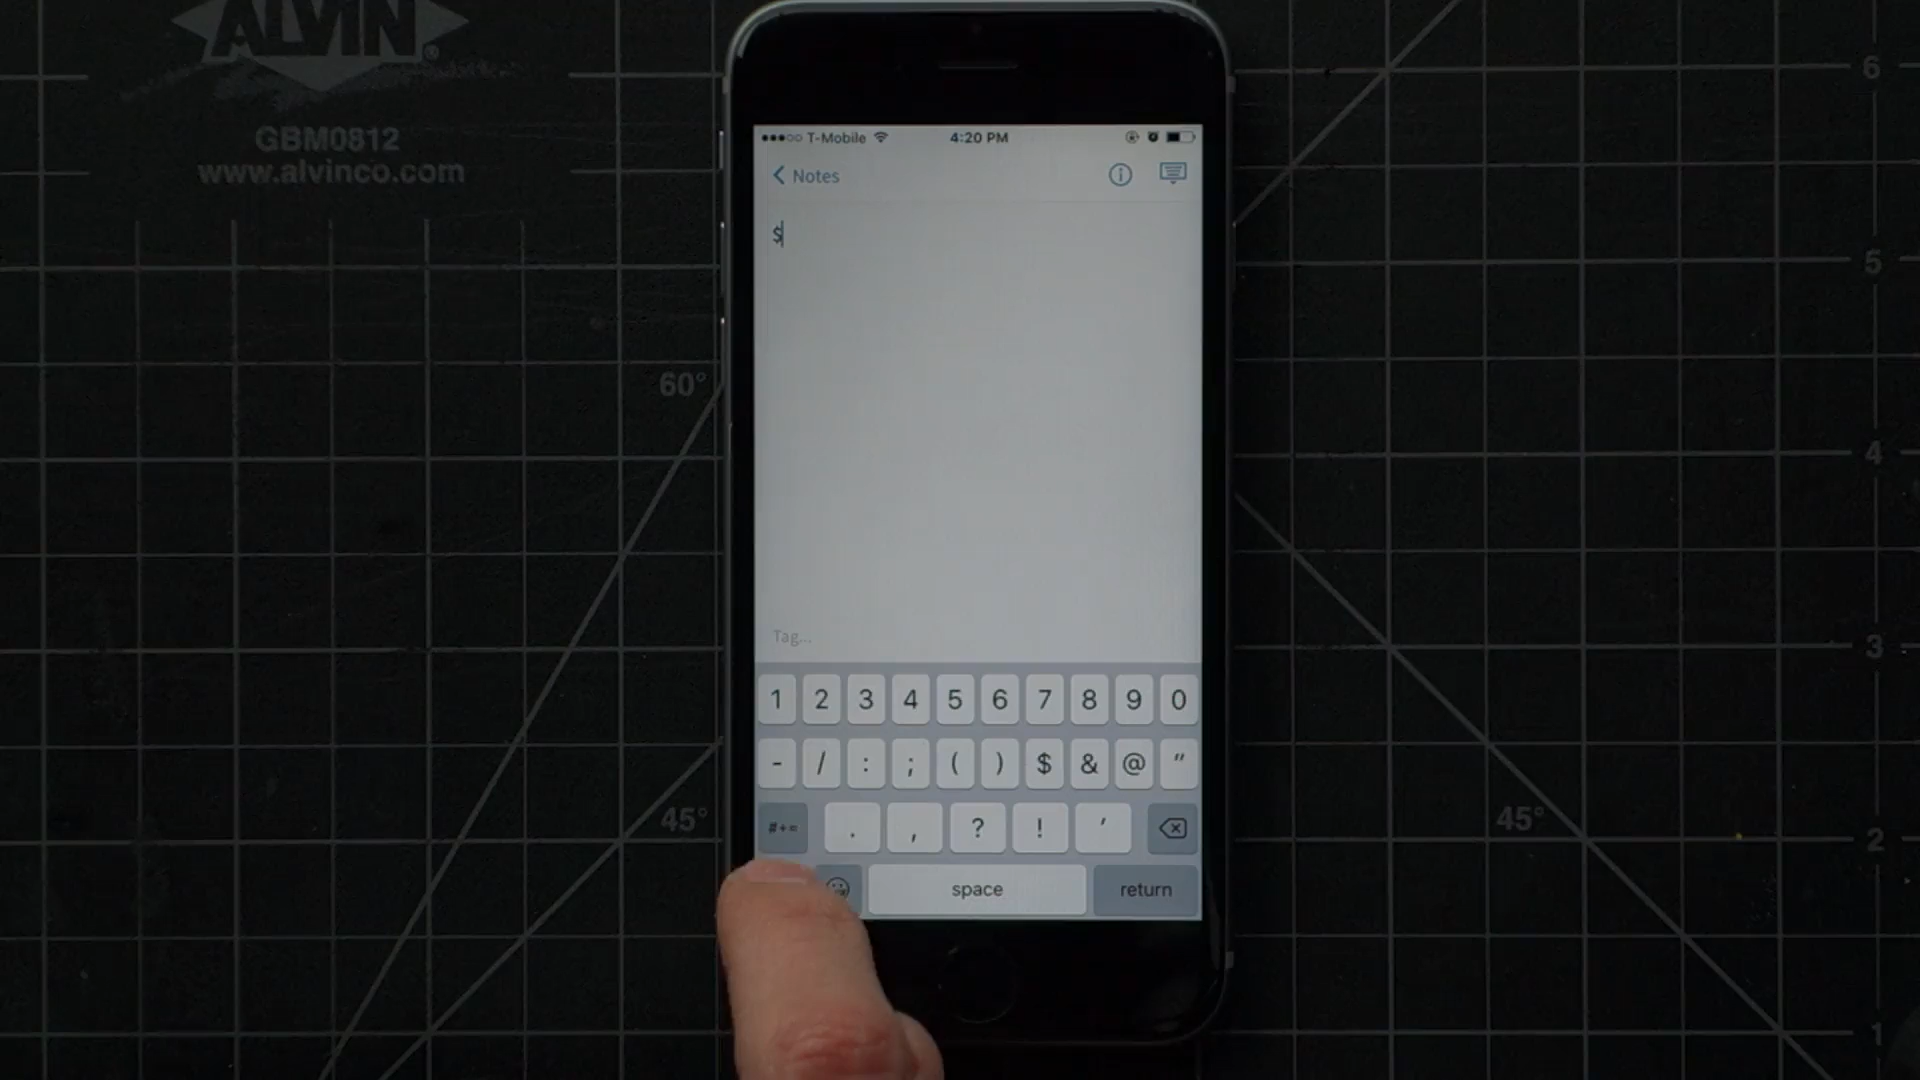 ALVIN®
GBM0812
www.alvinco.com
T-Mobile 4:20 PM
Notes
$
Tag...
1 2 3 4 5 6 7 8 9 0
- / : ; ( ) $ & @ "
#+= . , ? ! '
space return
60°
45°
45°
6
5
4
3
2
1